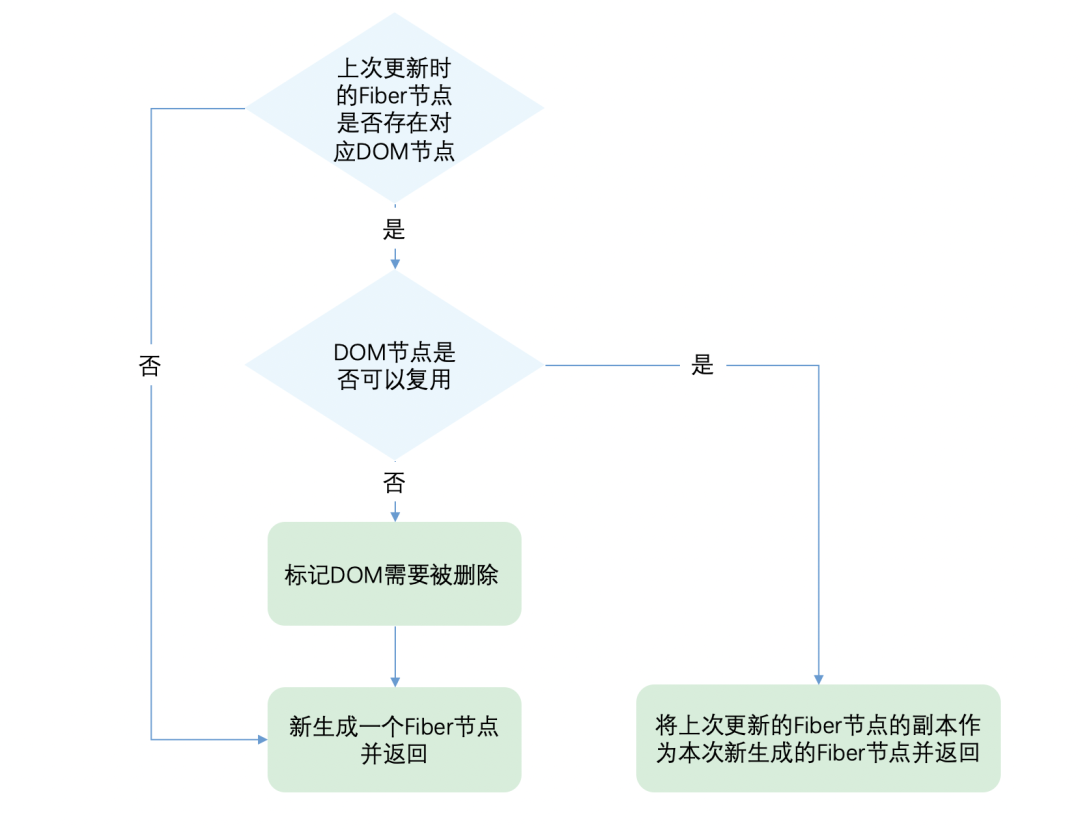 上次更新时
的Fiber节点
是否存在对
应DOM节点
是
DOM节点是
否可以复用
是
否
否
标记DOM需要被删除
新生成一个Fiber节点
并返回
将上次更新的Fiber节点的副本作
为本次新生成的Fiber节点并返回